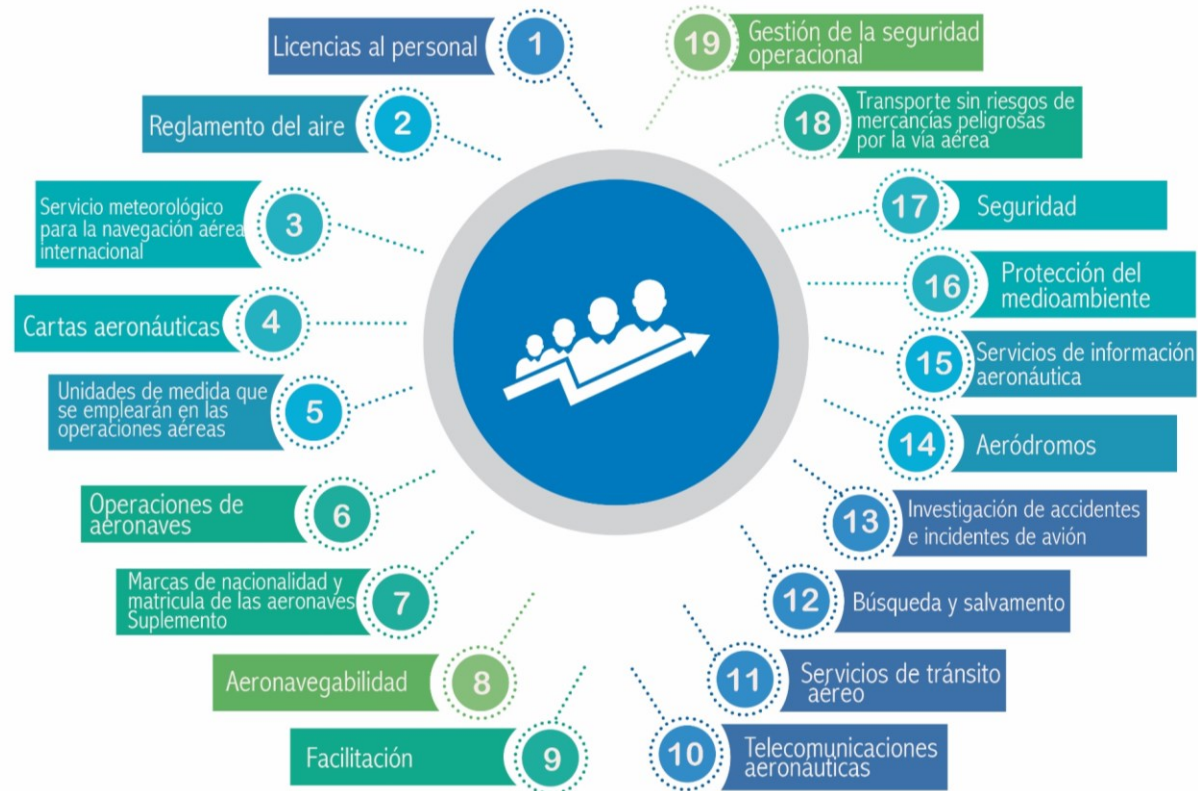 Licencias al personal
1
Reglamento del aire
2
Servicio meteorológico
para la navegación aérea
internacional
3
Cartas aeronáuticas
4
Unidades de medida que
se emplearán en las
operaciones aéreas
5
Operaciones de
aeronaves
6
Marcas de nacionalidad y
matricula de las aeronaves
Suplemento
7
Aeronavegabilidad
8
Facilitación
9
10
Telecomunicaciones
aeronáuticas
11
Servicios de tránsito
aéreo
12
Búsqueda y salvamento
13
Investigación de accidentes
e incidentes de avión
14
Aeródromos
15
Servicios de información
aeronáutica
16
Protección del
medioambiente
17
Seguridad
18
Transporte sin riesgos de
mercancías peligrosas
por la vía aérea
19
Gestión de la seguridad
operacional